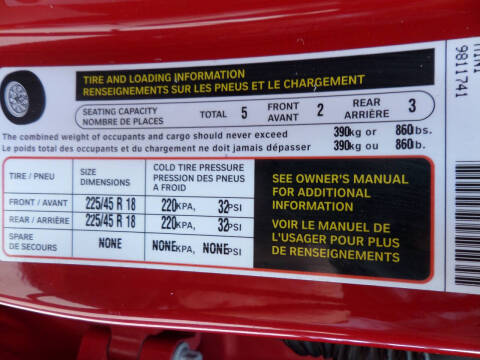 TIRE AND LOADING INFORMATION
RENSEIGNEMENTS SUR LES PNEUS ET LE CHARGEMENT
SEATING CAPACITY
NOMBRE DE PLACES
TOTAL 5
FRONT
AVANT 2
REAR
ARRIÈRE 3
The combined weight of occupants and cargo should never exceed 390kg or 860lbs.
Le poids total des occupants et du chargement ne doit jamais dépasser 390kg ou 860lb.
TIRE / PNEU
SIZE
DIMENSIONS
COLD TIRE PRESSURE
PRESSION DES PNEUS
A FROID
FRONT / AVANT 225/45 R 18 220KPA, 32PSI
REAR / ARRIÈRE 225/45 R 18 220KPA, 32PSI
SPARE
DE SECOURS
NONE NONEKPA, NONEPSI
SEE OWNER'S MANUAL
FOR ADDITIONAL
INFORMATION
VOIR LE MANUEL DE
L'USAGER POUR PLUS
DE RENSEIGNEMENTS
9811741